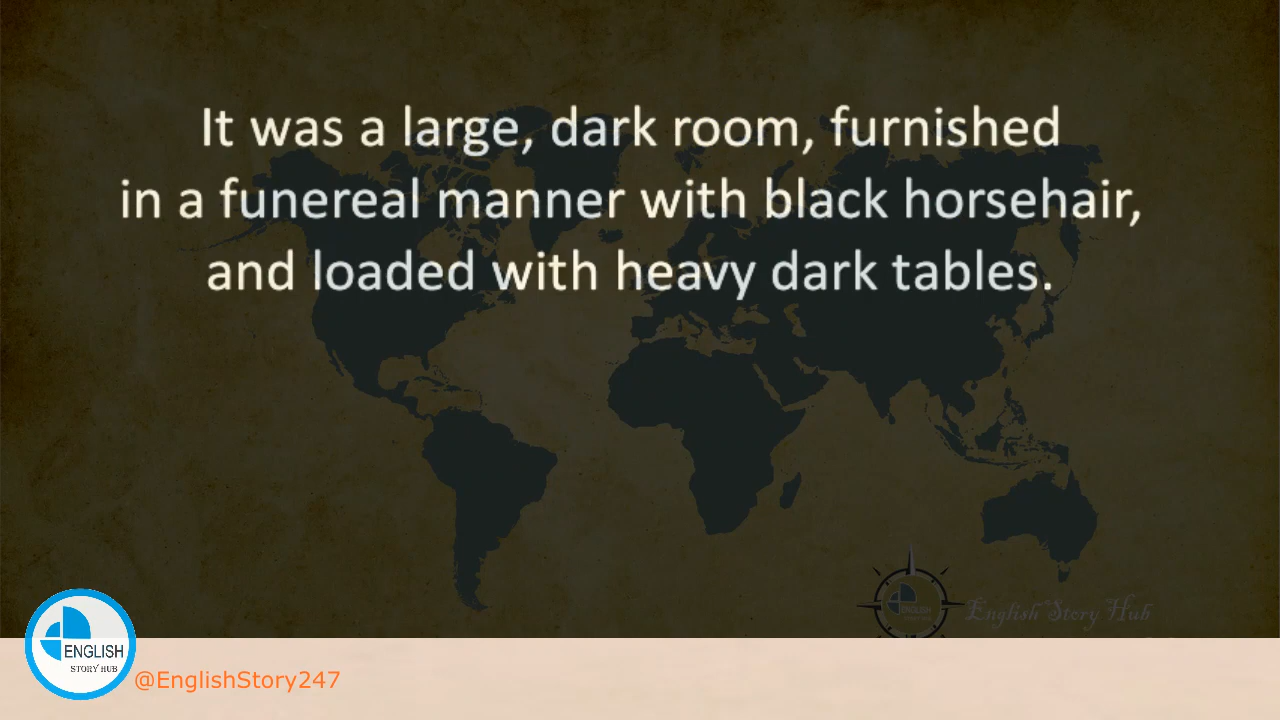 It was a large, dark room, furnished
in a funereal manner with black horsehair,
and loaded with heavy dark tables.
ENGLISH
English Story Hub
ENGLISH
STORY HUB
@EnglishStory247